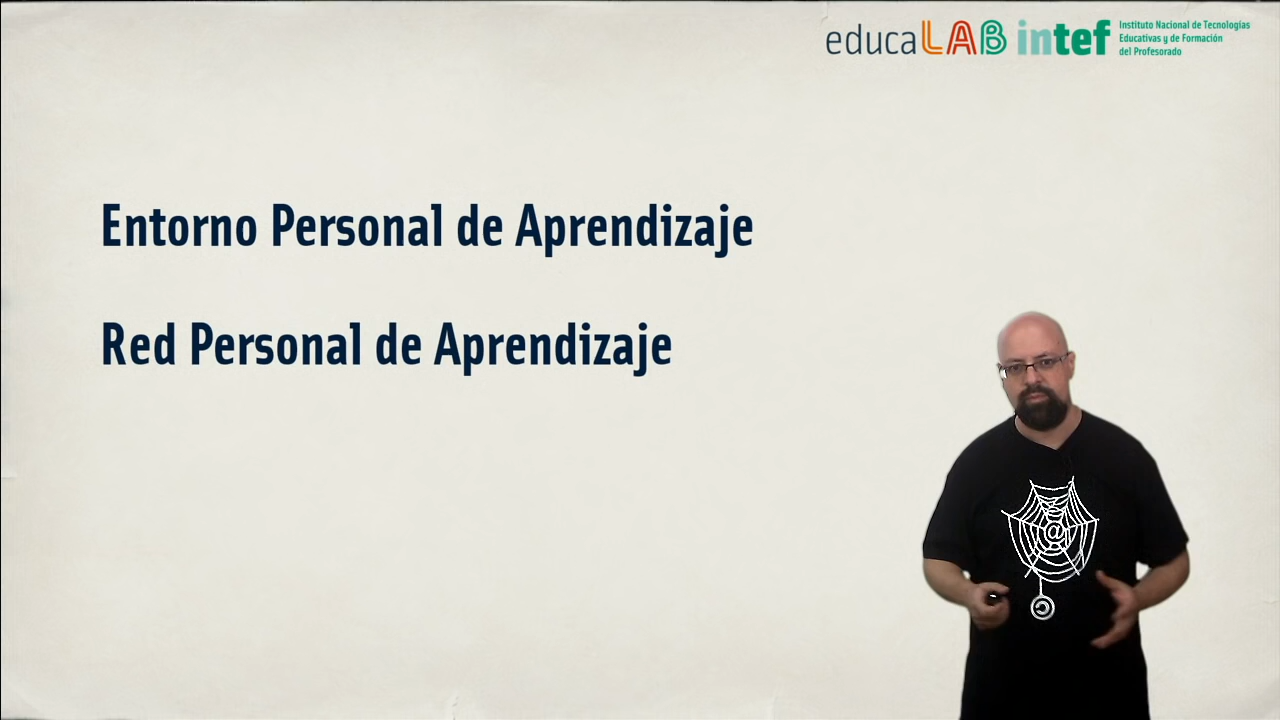 educaLAB intef Instituto Nacional de Tecnologías
Educativas y de Formación
del Profesorado
Entorno Personal de Aprendizaje
Red Personal de Aprendizaje
@